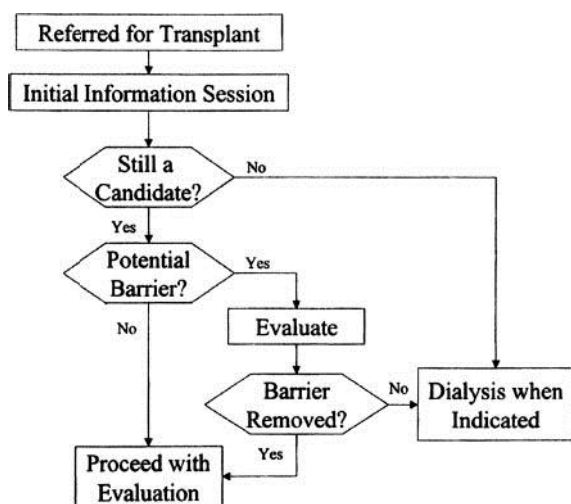 Referred for Transplant
Initial Information Session
Still a
Candidate?
No
Yes
Potential
Barrier?
Yes
No
Evaluate
Barrier
Removed?
No
Dialysis when
Indicated
Yes
Proceed with
Evaluation